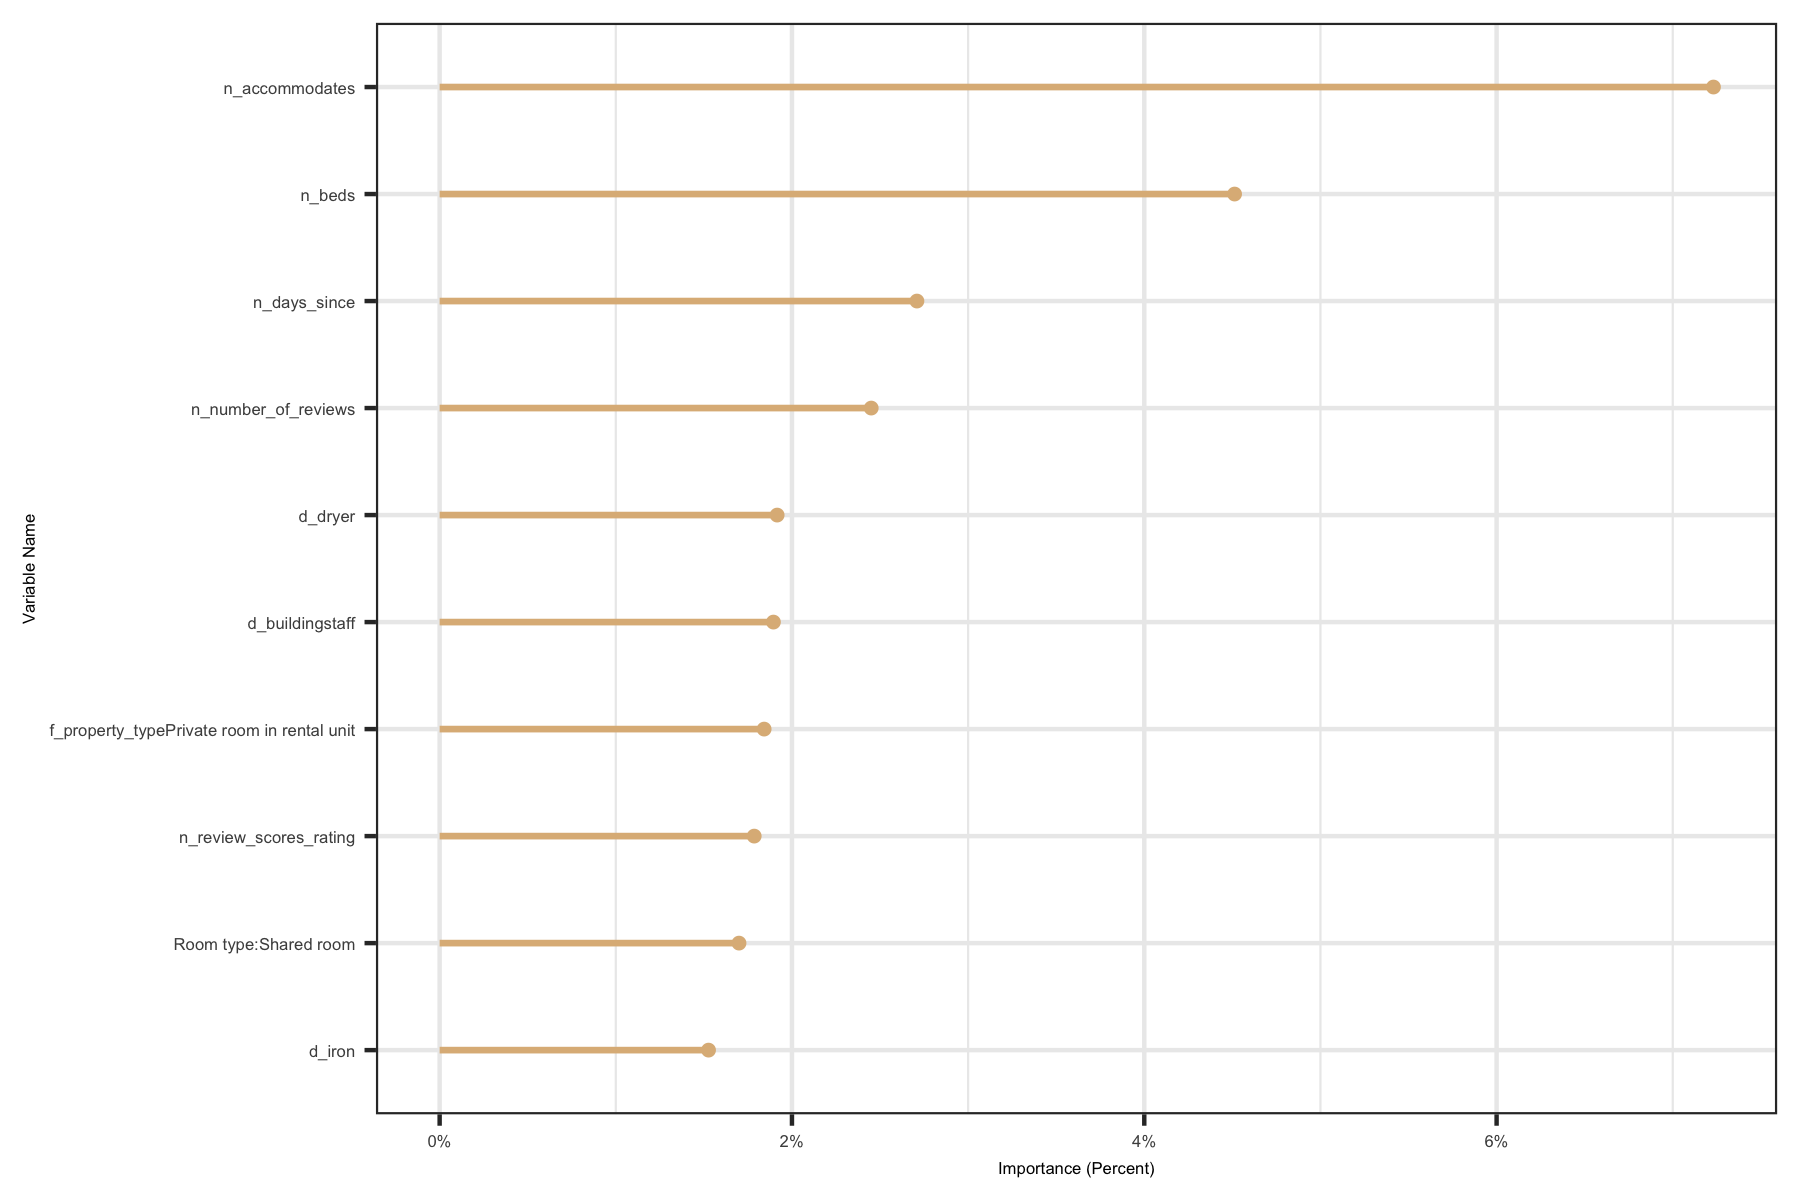 n_accommodates
n_beds
n_days_since
n_number_of_reviews
d_dryer
d_buildingstaff
f_property_typePrivate room in rental unit
n_review_scores_rating
Room type:Shared room
d_iron
Variable Name
0%
2%
4%
6%
Importance (Percent)